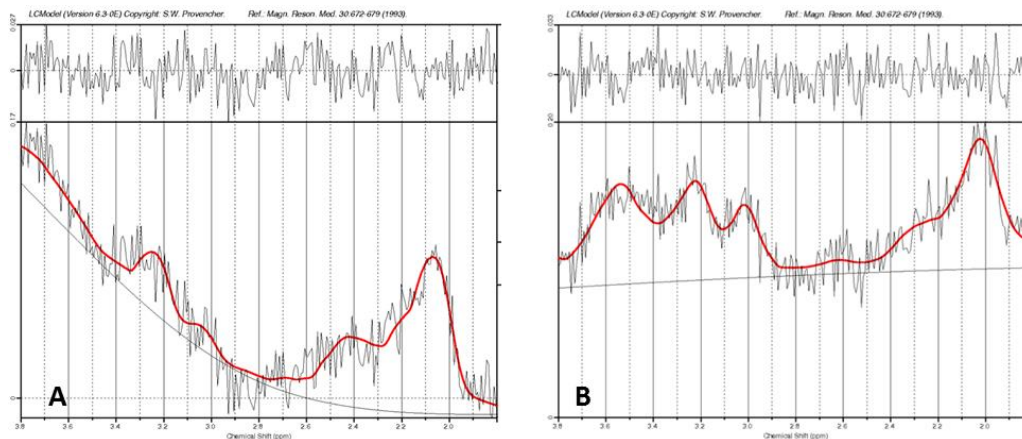 LCModel (Version 6.3-0E) Copyright: S.W. Provencher. Ref.: Magn. Reson. Med. 30:672-679 (1993).
0.027
0
0.17
0
A
3.8 3.6 3.4 3.2 3.0 2.8 2.6 2.4 2.2 2.0
Chemical Shift (ppm)
LCModel (Version 6.3-0E) Copyright: S.W. Provencher. Ref.: Magn. Reson. Med. 30:672-679 (1993).
0.033
0
0.20
0
B
3.8 3.6 3.4 3.2 3.0 2.8 2.6 2.4 2.2 2.0
Chemical Shift (ppm)